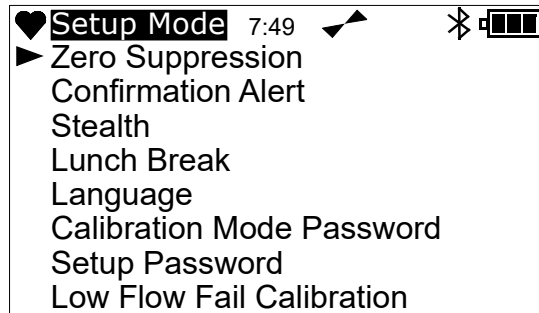 Setup Mode 7:49
Zero Suppression
Confirmation Alert
Stealth
Lunch Break
Language
Calibration Mode Password
Setup Password
Low Flow Fail Calibration